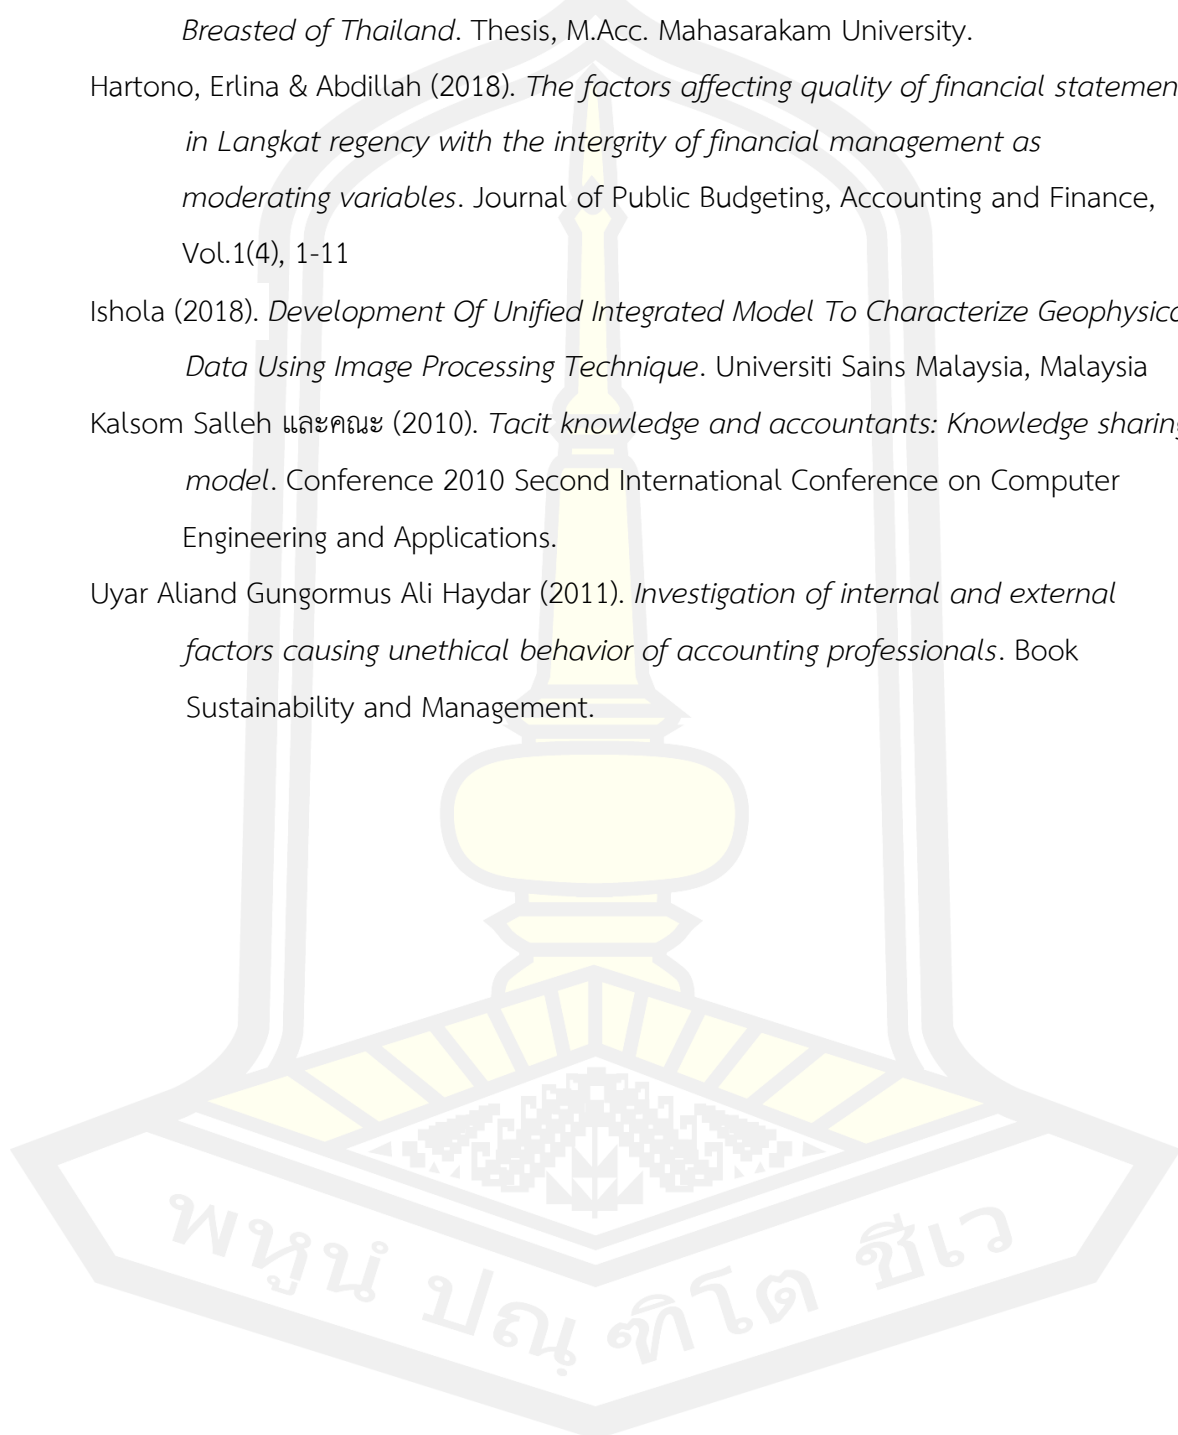 Breasted of Thailand. Thesis, M.Acc. Mahasarakam University.
Hartono, Erlina & Abdillah (2018). The factors affecting quality of financial statemen
in Langkat regency with the intergrity of financial management as
moderating variables. Journal of Public Budgeting, Accounting and Finance,
Vol.1(4), 1-11
Ishola (2018). Development Of Unified Integrated Model To Characterize Geophysic
Data Using Image Processing Technique. Universiti Sains Malaysia, Malaysia
Kalsom Salleh และคณะ (2010). Tacit knowledge and accountants: Knowledge sharing
model. Conference 2010 Second International Conference on Computer
Engineering and Applications.
Uyar Aliand Gungormus Ali Haydar (2011). Investigation of internal and external
factors causing unethical behavior of accounting professionals. Book
Sustainability and Management.
พหูนํ ปณฺฑิโต ชีเว